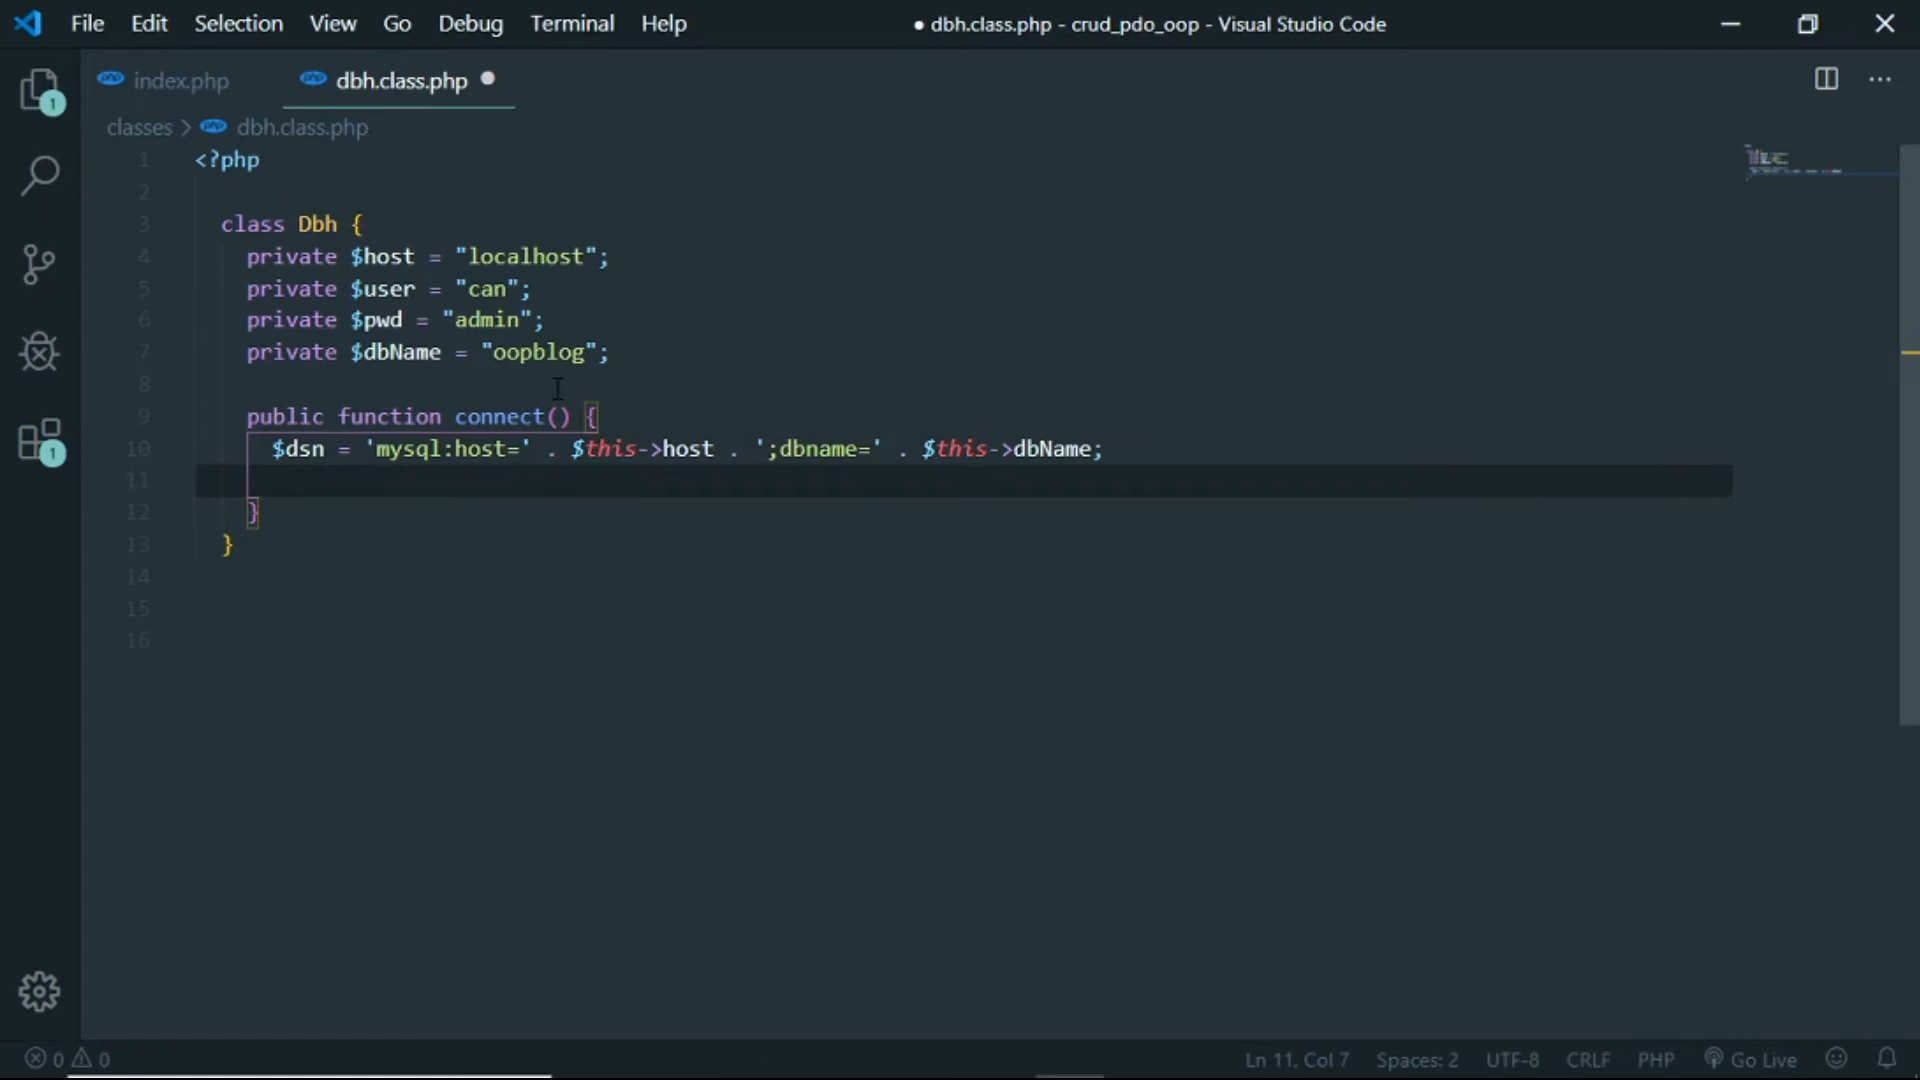 File Edit Selection View Go Debug Terminal Help
● dbh.class.php - crud_pdo_oop - Visual Studio Code
index.php
dbh.class.php
classes > dbh.class.php
1 <?php
2
3 class Dbh {
4 private $host = "localhost";
5 private $user = "can";
6 private $pwd = "admin";
7 private $dbName = "oopblog";
8
9 public function connect() {
10 $dsn = 'mysql:host=' . $this->host . ';dbname=' . $this->dbName;
11
12 }
13 }
14
15
16
1
1
0 0
Ln 11, Col 7 Spaces: 2 UTF-8 CRLF PHP Go Live